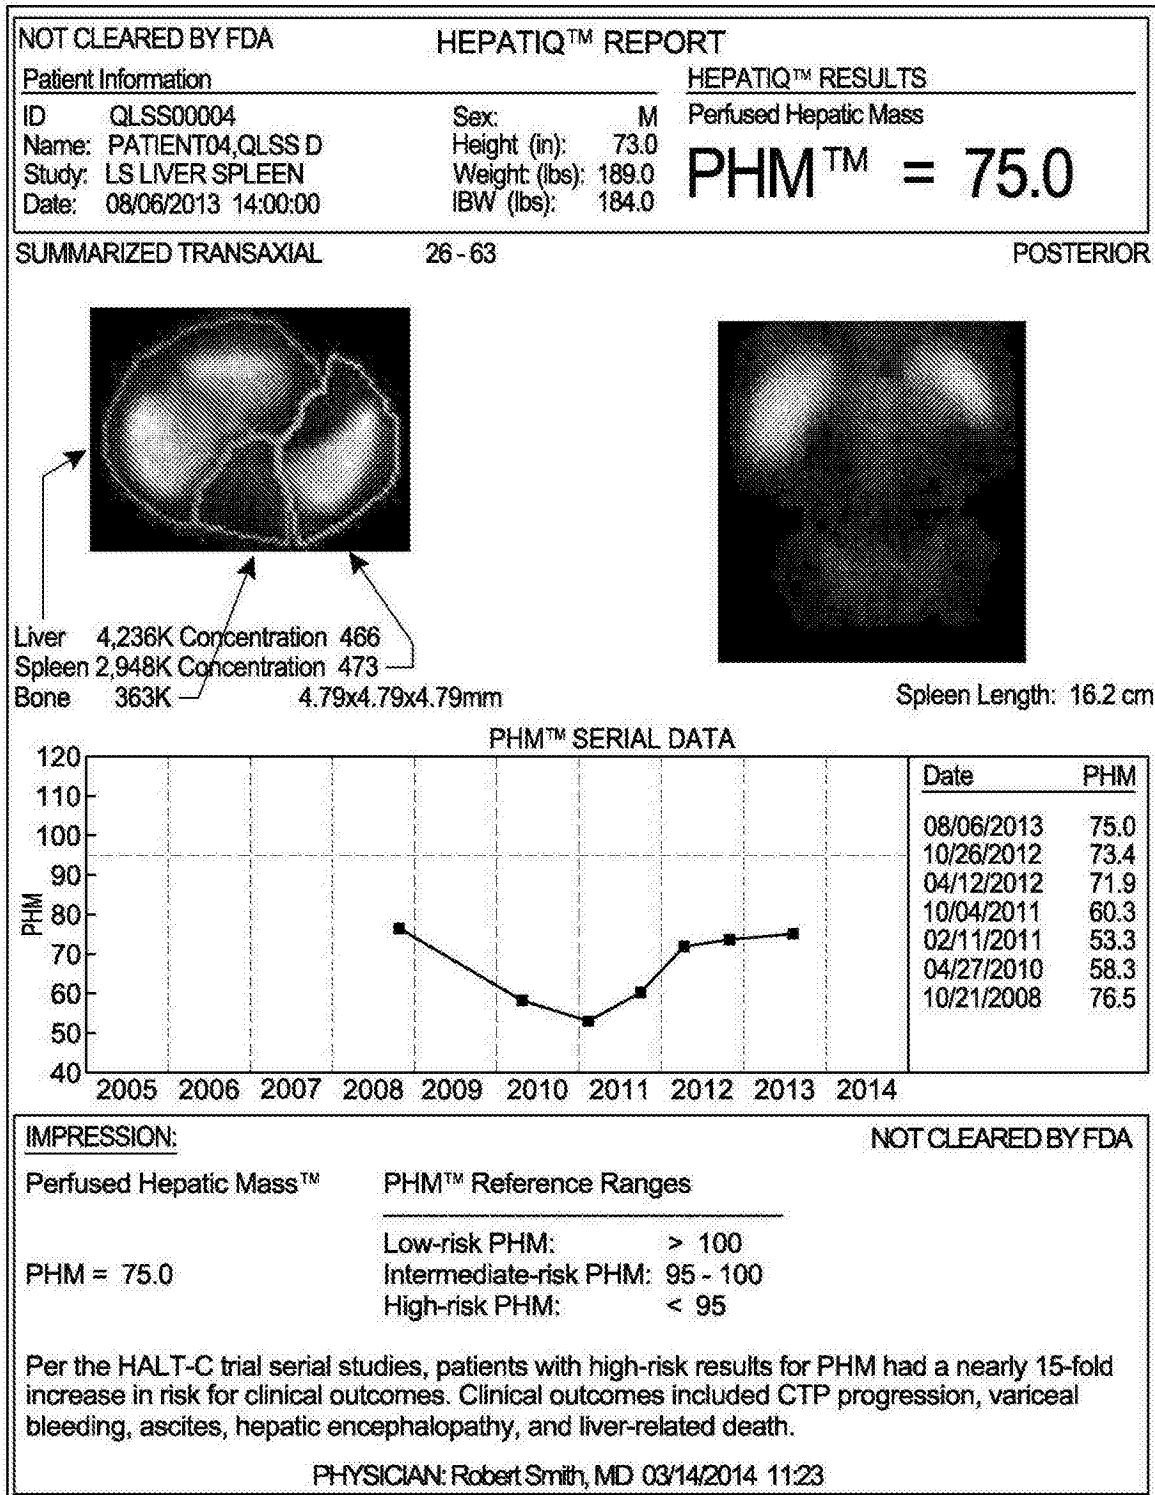 NOT CLEARED BY FDA
HEPATIQ™ REPORT
Patient Information
ID QLSS00004
Name: PATIENT04,QLSS D
Study: LS LIVER SPLEEN
Date: 08/06/2013 14:00:00
Sex: M
Height (in): 73.0
Weight: (lbs): 189.0
IBW (lbs): 184.0
HEPATIQ™ RESULTS
Perfused Hepatic Mass
PHM™ = 75.0
SUMMARIZED TRANSAXIAL 26 - 63 POSTERIOR
Liver 4,236K Concentration 466
Spleen 2,948K Concentration 473
Bone 363K 4.79x4.79x4.79mm
Spleen Length: 16.2 cm
PHM™ SERIAL DATA
120
110
100
90
80
70
60
50
40
PHM
2005 2006 2007 2008 2009 2010 2011 2012 2013 2014
Date PHM
08/06/2013 75.0
10/26/2012 73.4
04/12/2012 71.9
10/04/2011 60.3
02/11/2011 53.3
04/27/2010 58.3
10/21/2008 76.5
IMPRESSION:
NOT CLEARED BY FDA
Perfused Hepatic Mass™
PHM™ Reference Ranges
Low-risk PHM: > 100
PHM = 75.0
Intermediate-risk PHM: 95 - 100
High-risk PHM: < 95
Per the HALT-C trial serial studies, patients with high-risk results for PHM had a nearly 15-fold
increase in risk for clinical outcomes. Clinical outcomes included CTP progression, variceal
bleeding, ascites, hepatic encephalopathy, and liver-related death.
PHYSICIAN: Robert Smith, MD 03/14/2014 11:23